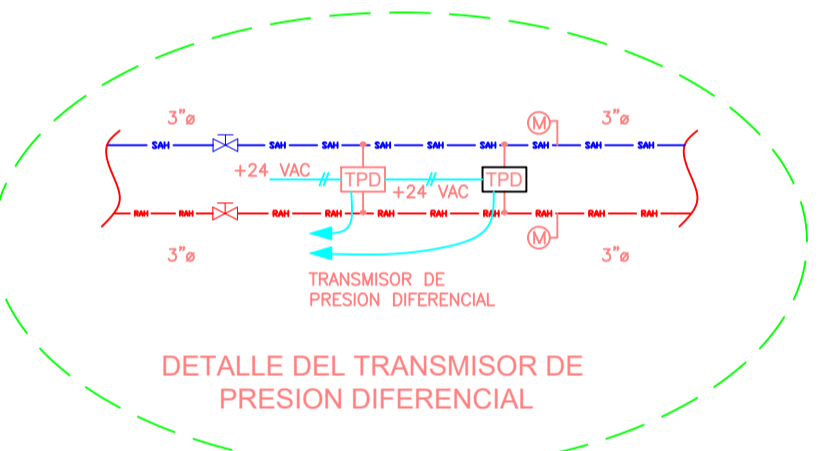 3"ø
M
3"ø
SAH SAH SAH SAH SAH SAH SAH SAH SAH
+24 VAC
TPD
+24 VAC
TPD
RAH RAH RAH RAH RAH RAH RAH RAH RAH RAH
3"ø
M
3"ø
TRANSMISOR DE
PRESION DIFERENCIAL
DETALLE DEL TRANSMISOR DE
PRESION DIFERENCIAL